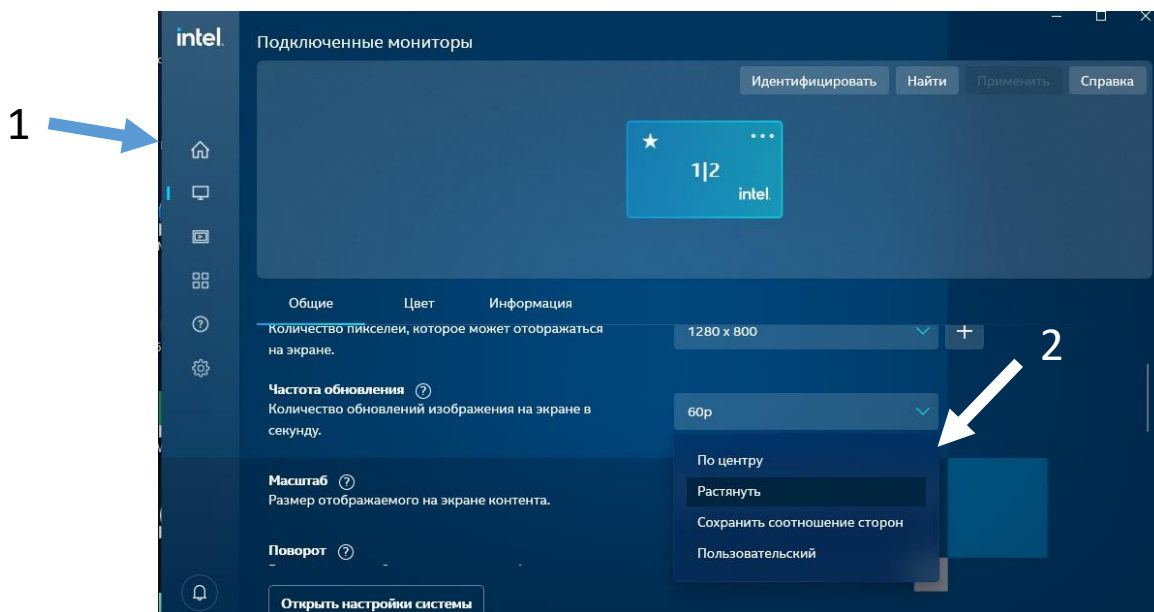 intel.
Подключенные мониторы
Идентифицировать Найти Применить Справка
1
1|2
intel.
Общие Цвет Информация
Количество пикселей, которое может отображаться
на экране.
1280 x 800
+
2
Частота обновления ?
Количество обновлений изображения на экране в
секунду.
60p
По центру
Растянуть
Сохранить соотношение сторон
Пользовательский
Масштаб ?
Размер отображаемого на экране контента.
Поворот ?
Открыть настройки системы